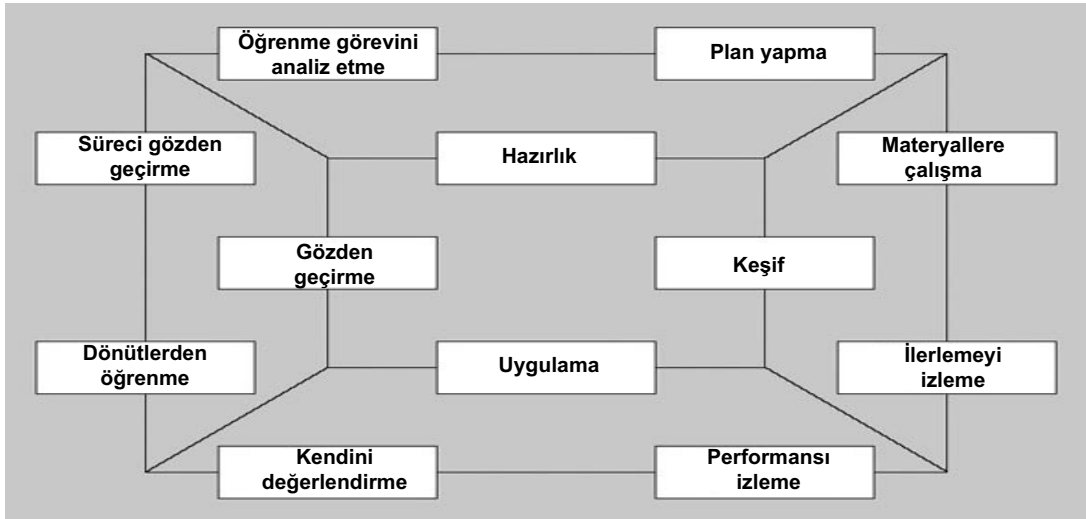 Öğrenme görevini
analiz etme
Plan yapma
Süreci gözden
geçirme
Hazırlık
Materyallere
çalışma
Gözden
geçirme
Keşif
Dönütlerden
öğrenme
Uygulama
İlerlemeyi
izleme
Kendini
değerlendirme
Performansı
izleme